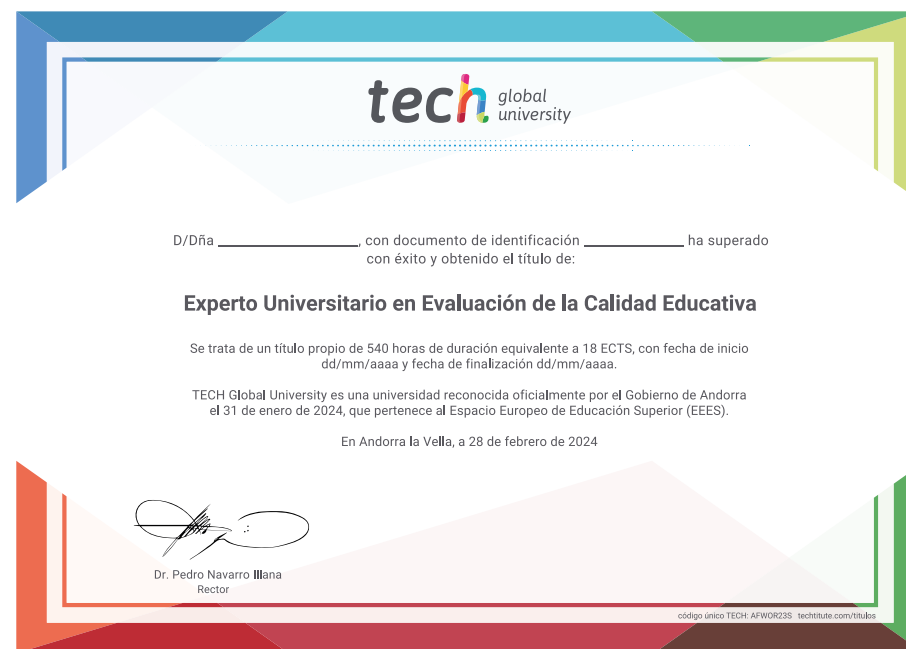 tech global university
D/Dña ____________________, con documento de identificación ______________ ha superado
con éxito y obtenido el título de:
Experto Universitario en Evaluación de la Calidad Educativa
Se trata de un título propio de 540 horas de duración equivalente a 18 ECTS, con fecha de inicio
dd/mm/aaaa y fecha de finalización dd/mm/aaaa.
TECH Global University es una universidad reconocida oficialmente por el Gobierno de Andorra
el 31 de enero de 2024, que pertenece al Espacio Europeo de Educación Superior (EEES).
En Andorra la Vella, a 28 de febrero de 2024
Dr. Pedro Navarro Illana
Rector
código único TECH: AFWOR23S techtitute.com/titulos